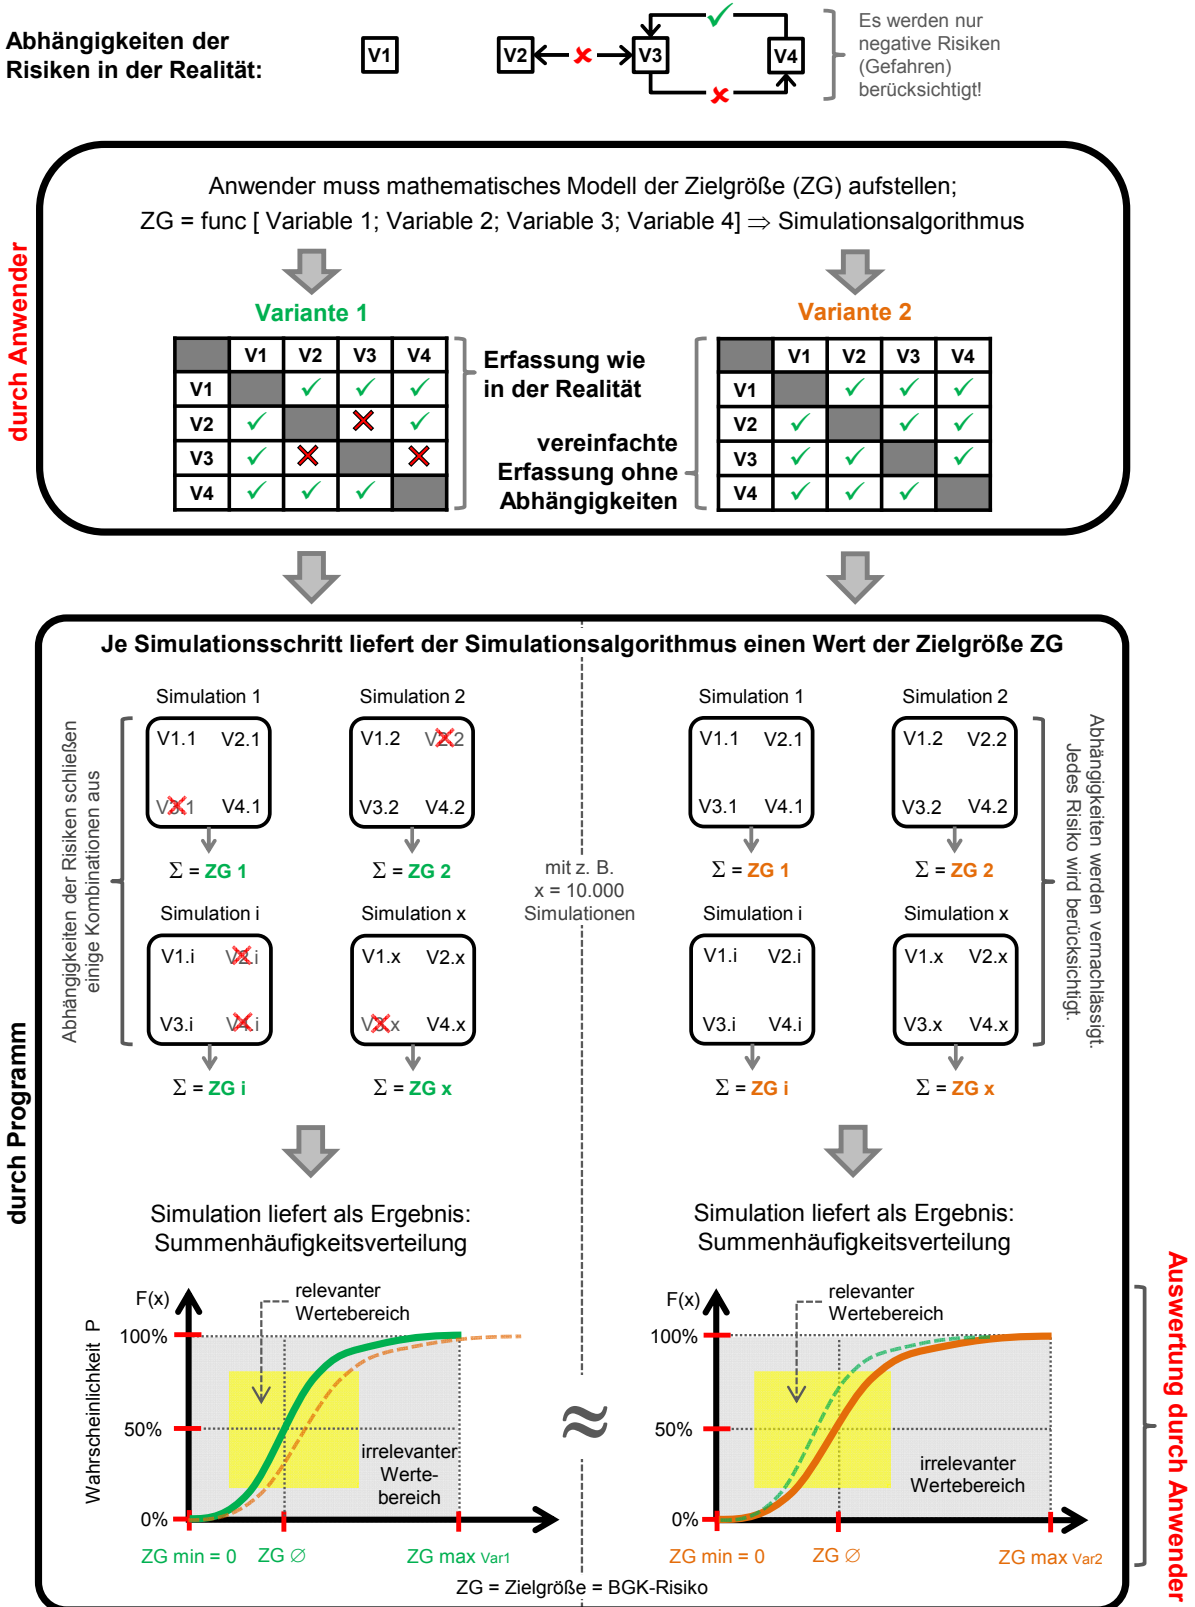 Abhängigkeiten der
Risiken in der Realität:
V1
V2
V3
V4
Es werden nur
negative Risiken
(Gefahren)
berücksichtigt!
durch Anwender
Anwender muss mathematisches Modell der Zielgröße (ZG) aufstellen;
ZG = func [ Variable 1; Variable 2; Variable 3; Variable 4] ⇒ Simulationsalgorithmus
Variante 1
V1 V2 V3 V4
V1 ✓ ✓ ✓
V2 ✓ ✗ ✓
V3 ✓ ✗ ✗
V4 ✓ ✓ ✓
Erfassung wie
in der Realität
vereinfachte
Erfassung ohne
Abhängigkeiten
Variante 2
V1 V2 V3 V4
V1 ✓ ✓ ✓
V2 ✓ ✓ ✓
V3 ✓ ✓ ✓
V4 ✓ ✓ ✓
durch Programm
Je Simulationsschritt liefert der Simulationsalgorithmus einen Wert der Zielgröße ZG
Abhängigkeiten der Risiken schließen
einige Kombinationen aus
Simulation 1
V1.1 V2.1
V3.1 V4.1
Σ = ZG 1
Simulation 2
V1.2 V2.2
V3.2 V4.2
Σ = ZG 2
Simulation i
V1.i V2.i
V3.i V4.i
Σ = ZG i
Simulation x
V1.x V2.x
V3.x V4.x
Σ = ZG x
mit z. B.
x = 10.000
Simulationen
Simulation 1
V1.1 V2.1
V3.1 V4.1
Σ = ZG 1
Simulation 2
V1.2 V2.2
V3.2 V4.2
Σ = ZG 2
Simulation i
V1.i V2.i
V3.i V4.i
Σ = ZG i
Simulation x
V1.x V2.x
V3.x V4.x
Σ = ZG x
Abhängigkeiten werden vernachlässigt.
Jedes Risiko wird berücksichtigt.
Simulation liefert als Ergebnis:
Summenhäufigkeitsverteilung
Wahrscheinlichkeit P
F(x)
100%
50%
0%
relevanter
Wertebereich
irrelevanter
Werte-
bereich
ZG min = 0 ZG ∅ ZG max Var1
≈
Simulation liefert als Ergebnis:
Summenhäufigkeitsverteilung
F(x)
100%
50%
0%
relevanter
Wertebereich
irrelevanter
Wertebereich
ZG min = 0 ZG ∅ ZG max Var2
ZG = Zielgröße = BGK-Risiko
Auswertung durch Anwender